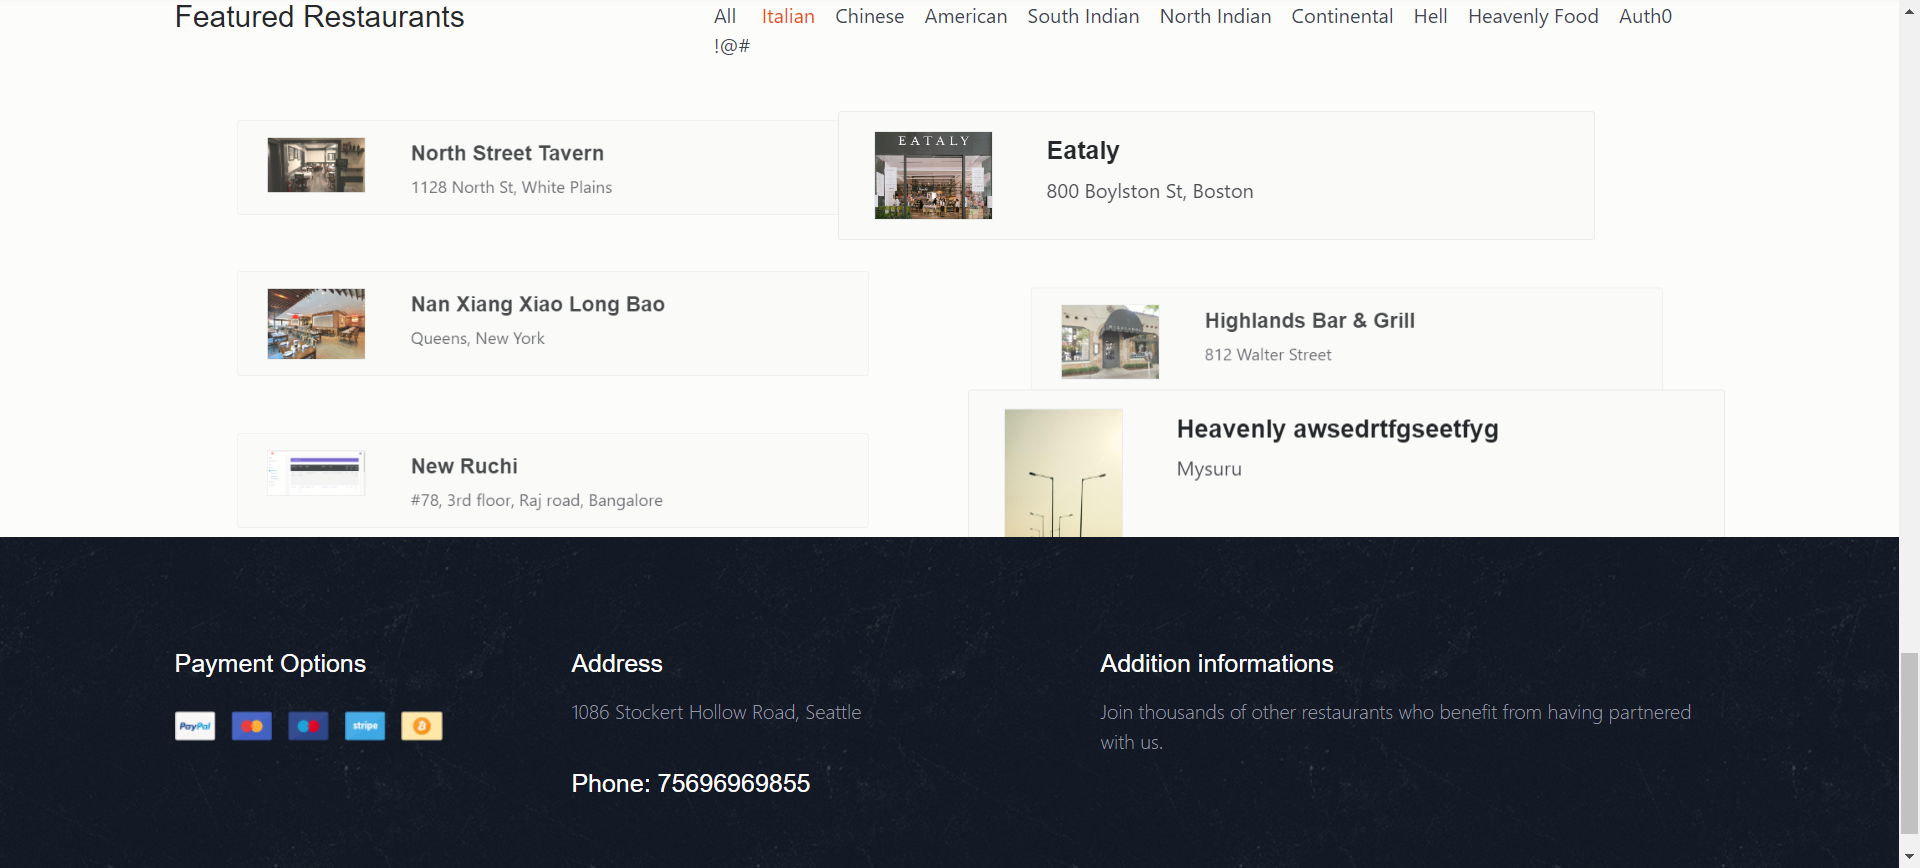 Featured Restaurants
All Italian Chinese American South Indian North Indian Continental Hell Heavenly Food Auth0
!@#
North Street Tavern
1128 North St, White Plains
EATALY
Eataly
800 Boylston St, Boston
Nan Xiang Xiao Long Bao
Queens, New York
Highlands Bar & Grill
812 Walter Street
New Ruchi
#78, 3rd floor, Raj road, Bangalore
Heavenly awsedrtfgseetfyg
Mysuru
Payment Options
PayPal
stripe
Address
1086 Stockert Hollow Road, Seattle
Phone: 75696969855
Addition informations
Join thousands of other restaurants who benefit from having partnered
with us.